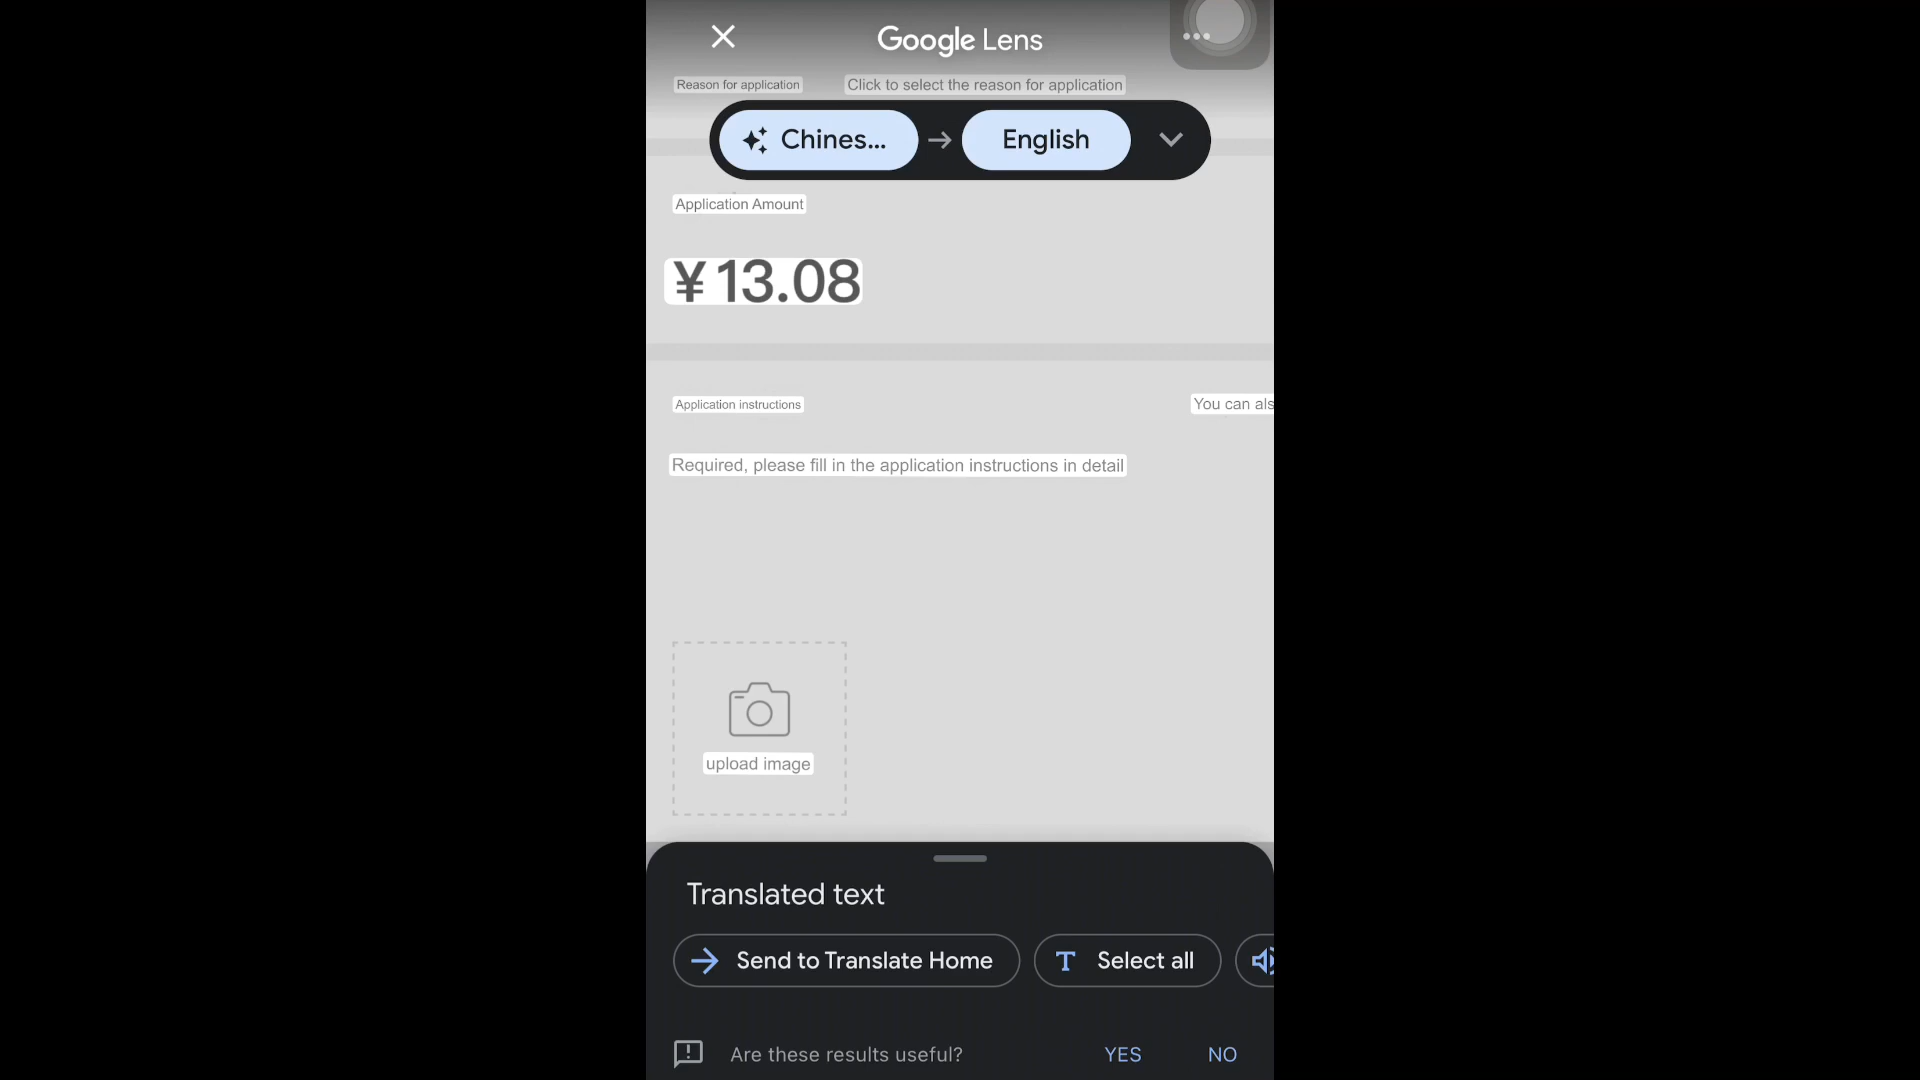 Google Lens
Reason for application
Click to select the reason for application
Chines...
English
Application Amount
¥13.08
Application instructions
You can als
Required, please fill in the application instructions in detail
upload image
Translated text
Send to Translate Home
Select all
Are these results useful?
YES
NO